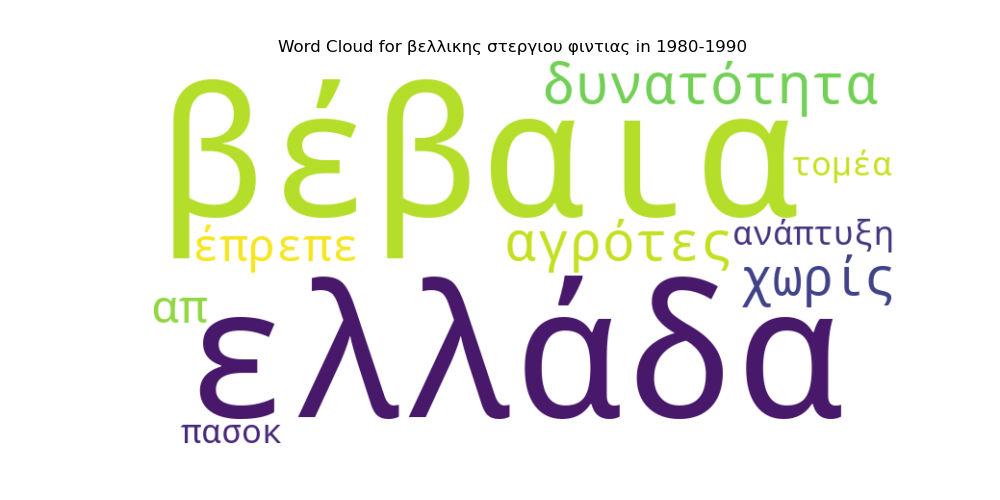 Word Cloud for βελλικης στεργιου φιντιας in 1980-1990
δυνατότητα
βέβαια
τομέα
έπρεπε
αγρότες
ανάπτυξη
χωρίς
απ
ελλάδα
πασοκ